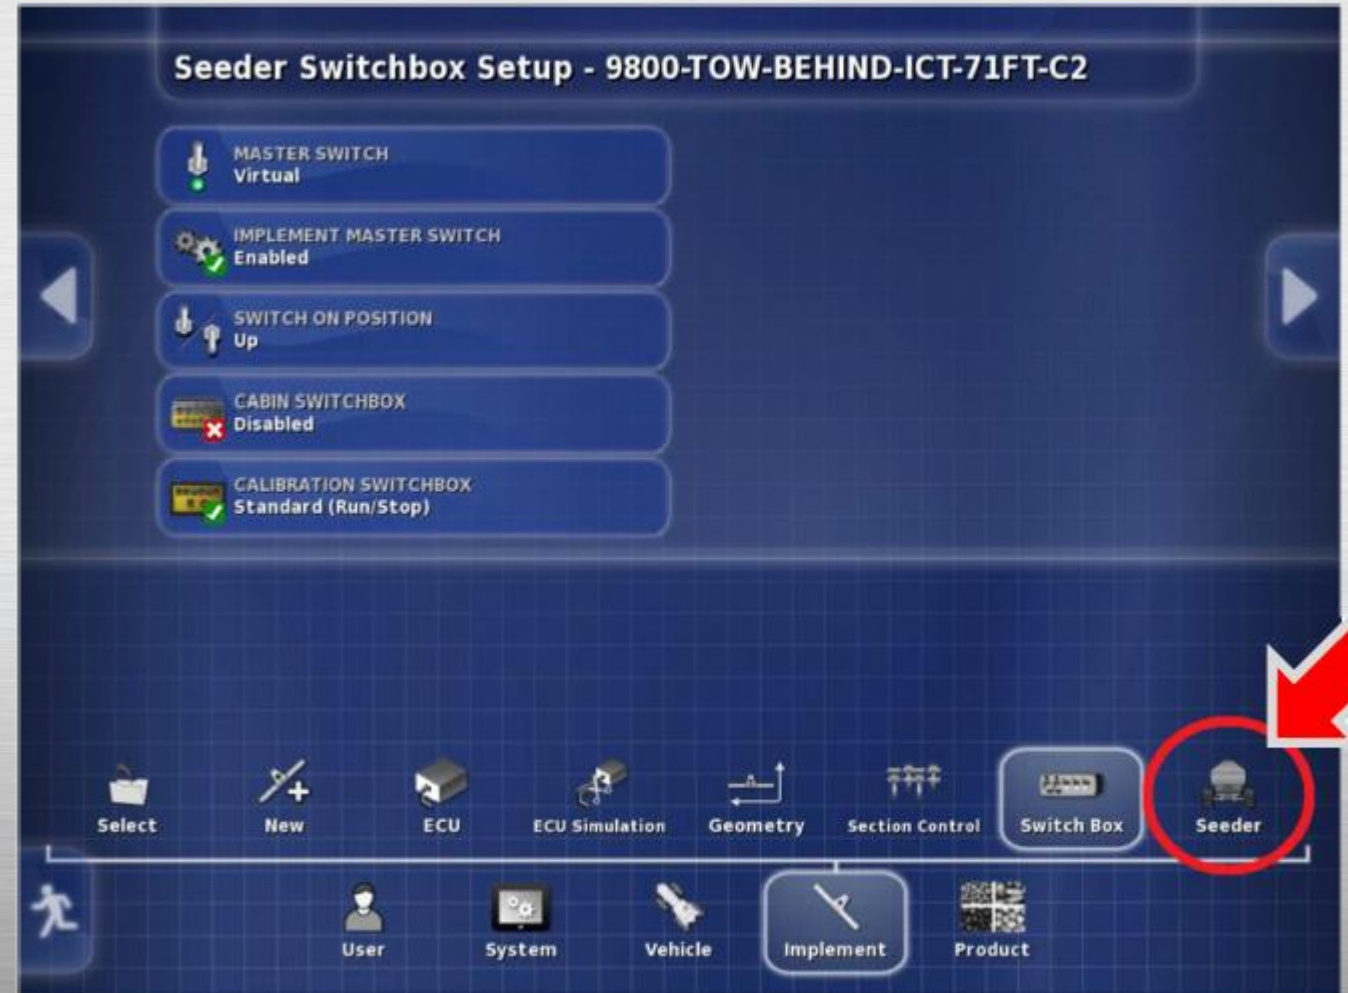 Seeder Switchbox Setup - 9800-TOW-BEHIND-ICT-71FT-C2
MASTER SWITCH
Virtual
IMPLEMENT MASTER SWITCH
Enabled
SWITCH ON POSITION
Up
CABIN SWITCHBOX
Disabled
CALIBRATION SWITCHBOX
Standard (Run/Stop)
Select New ECU ECU Simulation Geometry Section Control Switch Box Seeder
User System Vehicle Implement Product